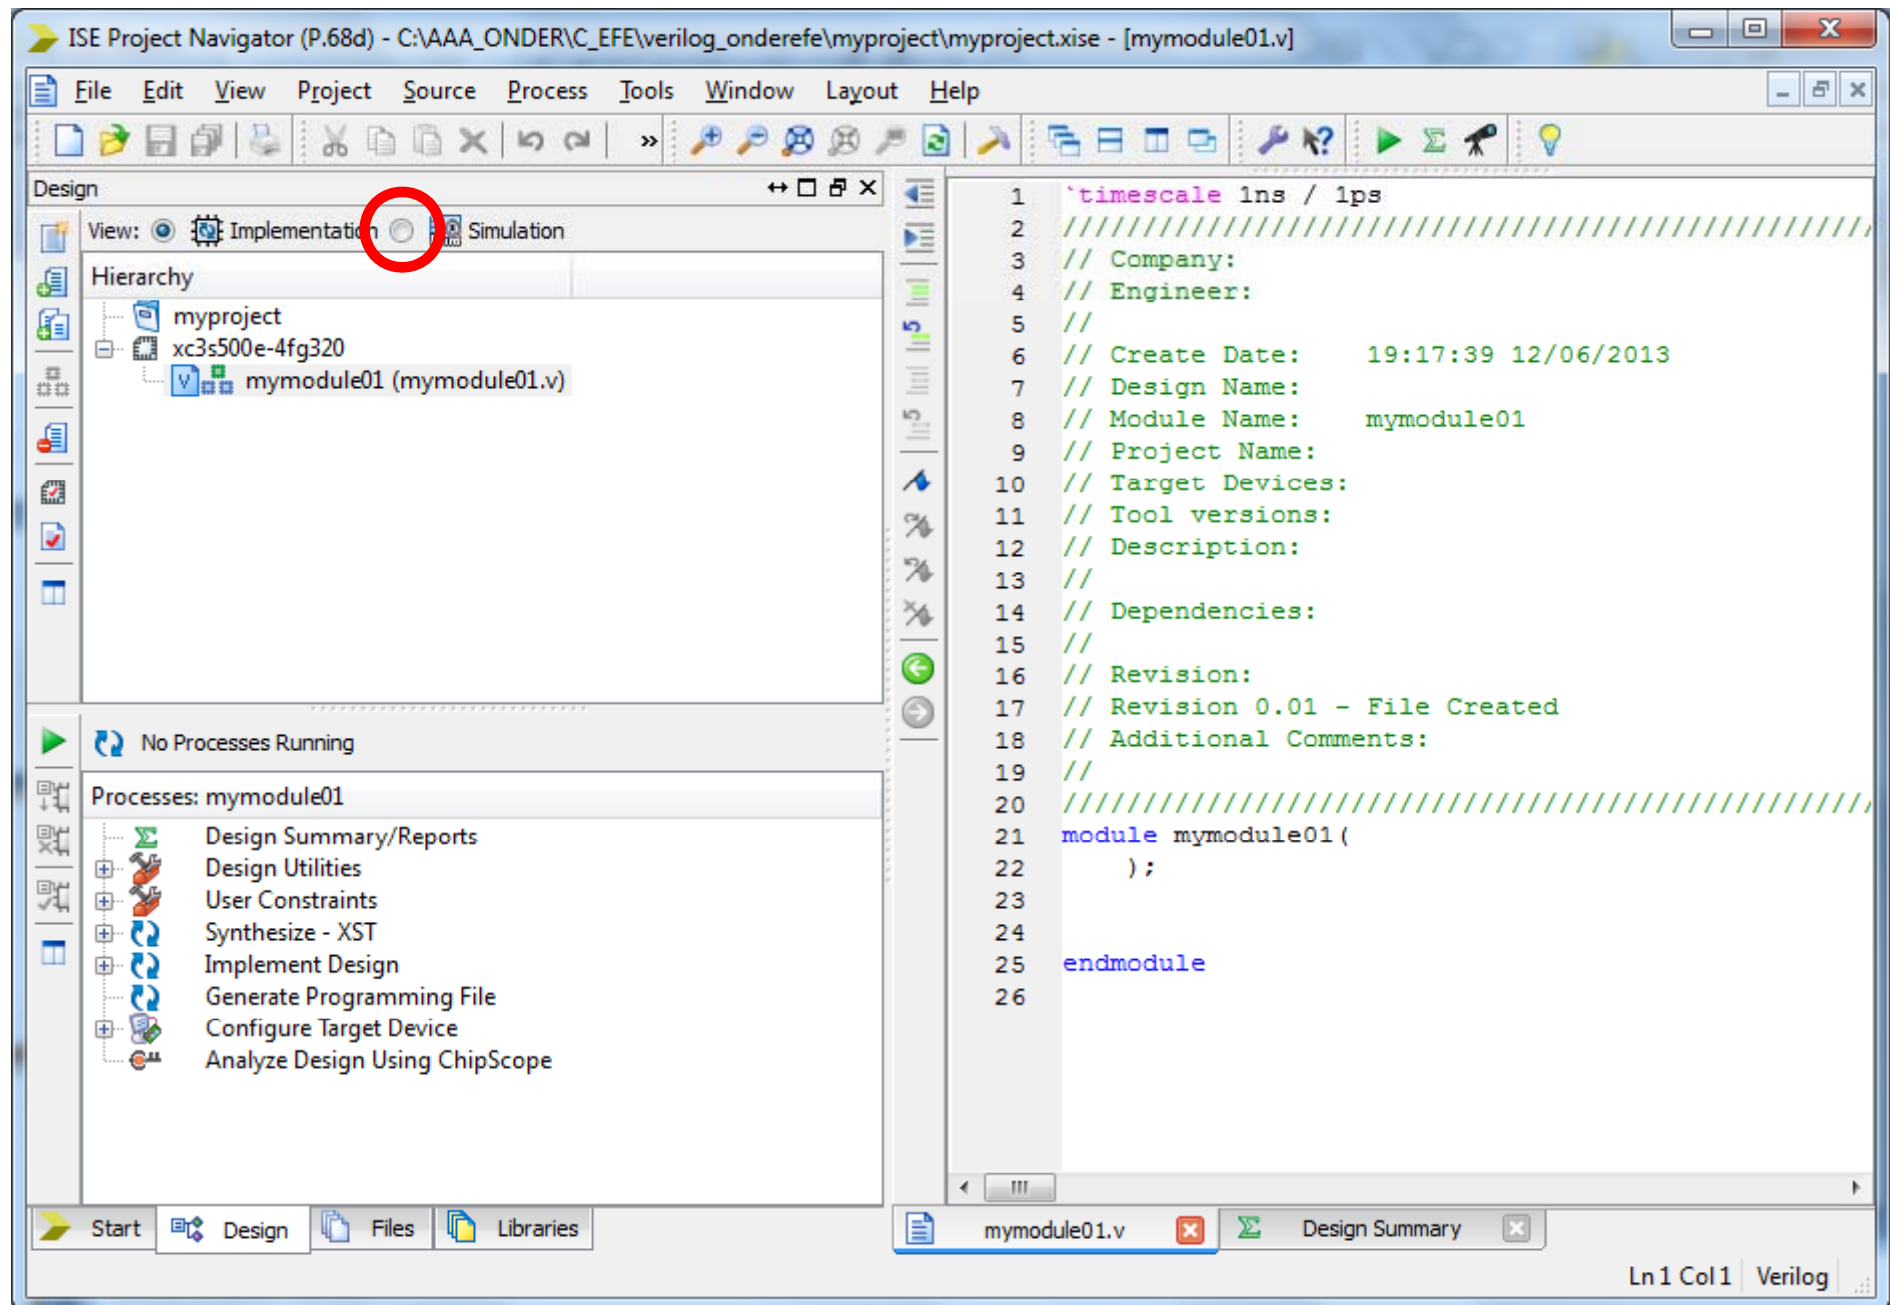 ISE Project Navigator (P.68d) - C:\AAA_ONDER\C_EFE\verilog_onderefe\myproject\myproject.xise - [mymodule01.v]
File Edit View Project Source Process Tools Window Layout Help
Design
View: Implementation Simulation
Hierarchy
myproject
xc3s500e-4fg320
mymodule01 (mymodule01.v)
No Processes Running
Processes: mymodule01
Design Summary/Reports
Design Utilities
User Constraints
Synthesize - XST
Implement Design
Generate Programming File
Configure Target Device
Analyze Design Using ChipScope
Start Design Files Libraries
1 `timescale 1ns / 1ps
2 //////////////////////////////////////////////////
3 // Company:
4 // Engineer:
5 //
6 // Create Date: 19:17:39 12/06/2013
7 // Design Name:
8 // Module Name: mymodule01
9 // Project Name:
10 // Target Devices:
11 // Tool versions:
12 // Description:
13 //
14 // Dependencies:
15 //
16 // Revision:
17 // Revision 0.01 - File Created
18 // Additional Comments:
19 //
20 //////////////////////////////////////////////////
21 module mymodule01(
22 );
23
24
25 endmodule
26
mymodule01.v Design Summary
Ln 1 Col 1 Verilog